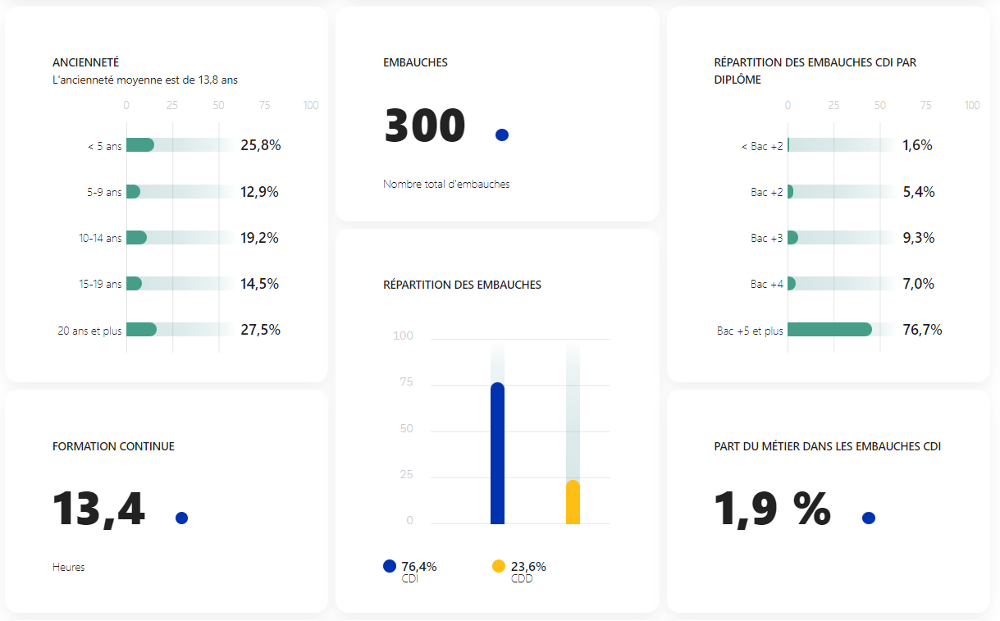 ANCIENNETÉ
L'ancienneté moyenne est de 13,8 ans
0 25 50 75 100
< 5 ans 25,8%
5-9 ans 12,9%
10-14 ans 19,2%
15-19 ans 14,5%
20 ans et plus 27,5%
FORMATION CONTINUE
13,4
Heures
EMBAUCHES
300
Nombre total d'embauches
RÉPARTITION DES EMBAUCHES
100
75
50
25
0
76,4% 23,6%
CDI CDD
RÉPARTITION DES EMBAUCHES CDI PAR
DIPLÔME
0 25 50 75 100
< Bac +2 1,6%
Bac +2 5,4%
Bac +3 9,3%
Bac +4 7,0%
Bac +5 et plus 76,7%
PART DU MÉTIER DANS LES EMBAUCHES CDI
1,9 %